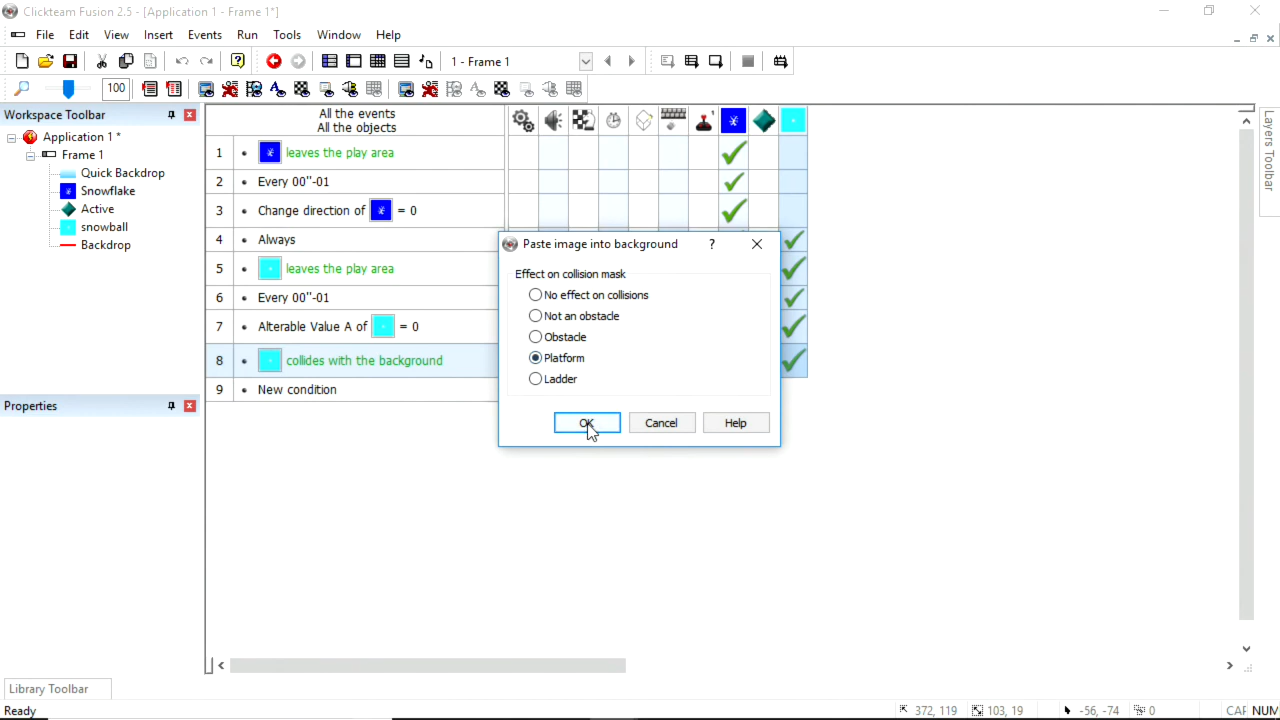 Clickteam Fusion 2.5 - [Application 1 - Frame 1*]
File Edit View Insert Events Run Tools Window Help
1 - Frame 1
100
Workspace Toolbar
Application 1 *
Frame 1
Quick Backdrop
Snowflake
Active
snowball
Backdrop
Properties
All the events
All the objects
1 • leaves the play area
2 • Every 00"-01
3 • Change direction of = 0
4 • Always
5 • leaves the play area
6 • Every 00"-01
7 • Alterable Value A of = 0
8 • collides with the background
9 • New condition
Paste image into background ?
Effect on collision mask
No effect on collisions
Not an obstacle
Obstacle
Platform
Ladder
OK Cancel Help
Layers Toolbar
Library Toolbar
Ready 372, 119 103, 19 -56, -74 0 CAF NUM